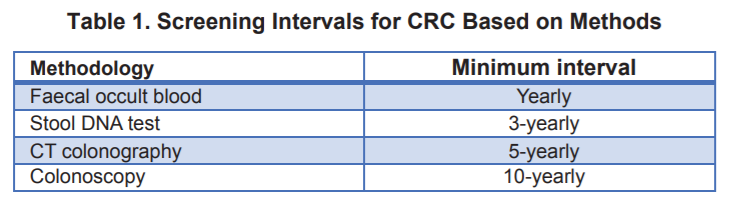 Table 1. Screening Intervals for CRC Based on Methods
Methodology Minimum interval
Faecal occult blood Yearly
Stool DNA test 3-yearly
CT colonography 5-yearly
Colonoscopy 10-yearly